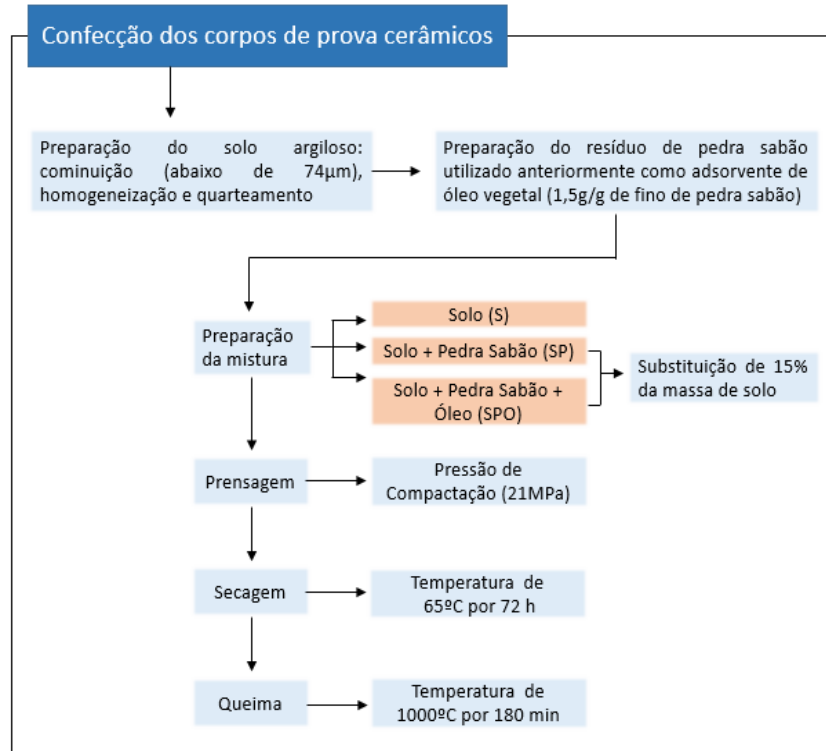 Confecção dos corpos de prova cerâmicos
Preparação do solo argiloso:
cominuição (abaixo de 74µm),
homogeneização e quarteamento
Preparação do resíduo de pedra sabão
utilizado anteriormente como adsorvente de
óleo vegetal (1,5g/g de fino de pedra sabão)
Preparação
da mistura
Solo (S)
Solo + Pedra Sabão (SP)
Solo + Pedra Sabão +
Óleo (SPO)
Substituição de 15%
da massa de solo
Prensagem
Pressão de
Compactação (21MPa)
Secagem
Temperatura de
65ºC por 72 h
Queima
Temperatura de
1000ºC por 180 min